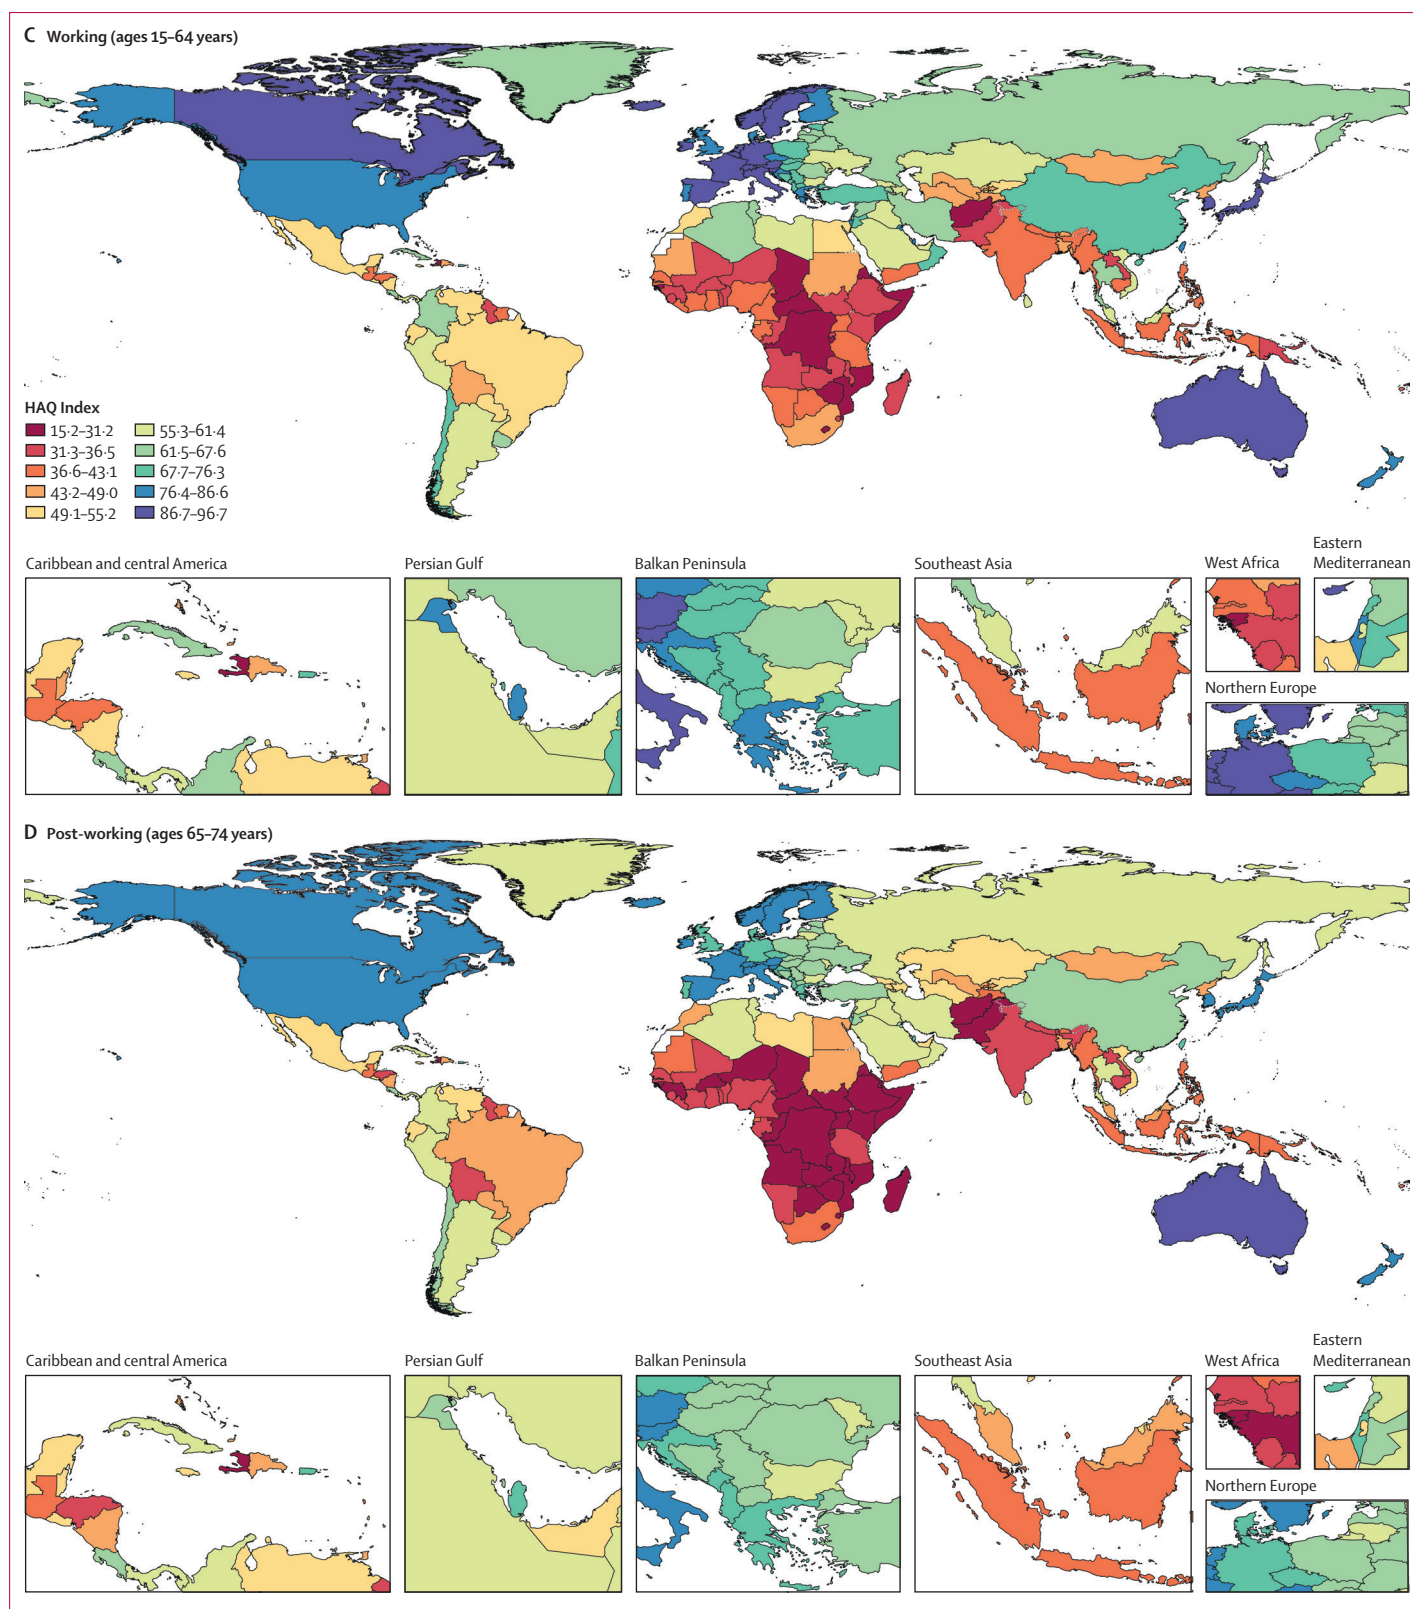 C Working (ages 15–64 years)
HAQ Index
15·2–31·2
31·3–36·5
36·6–43·1
43·2–49·0
49·1–55·2
55·3–61·4
61·5–67·6
67·7–76·3
76·4–86·6
86·7–96·7
Caribbean and central America
Persian Gulf
Balkan Peninsula
Southeast Asia
West Africa
Eastern
Mediterranean
Northern Europe
D Post-working (ages 65–74 years)
Caribbean and central America
Persian Gulf
Balkan Peninsula
Southeast Asia
West Africa
Eastern
Mediterranean
Northern Europe